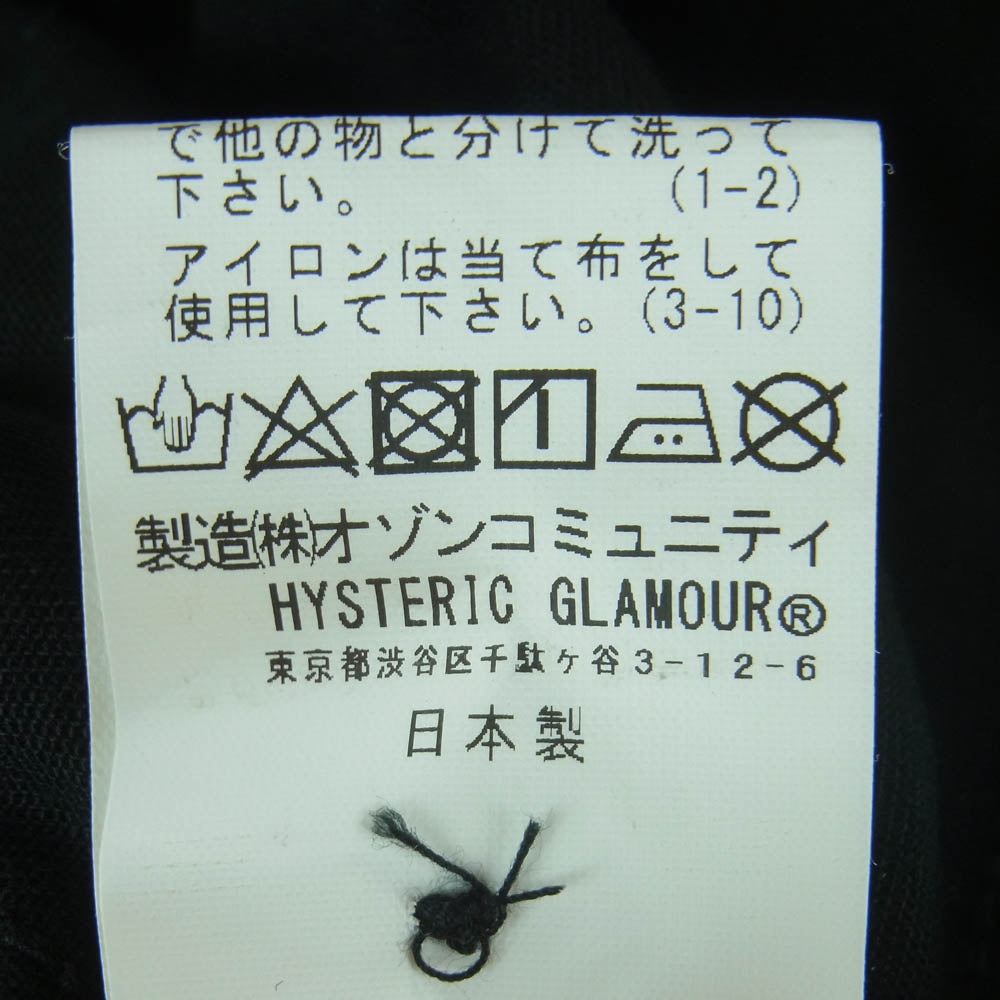 で他の物と分けて洗って
下さい。 (1-2)
アイロンは当て布をして
使用して下さい。(3-10)
製造(株)オゾンコミュニティ
HYSTERIC GLAMOUR®
東京都渋谷区千駄ヶ谷3-12-6
日本製